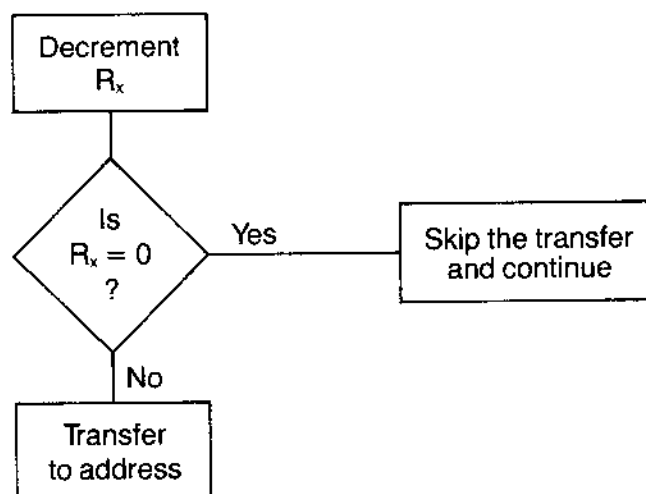 Decrement
Rₓ
Is
Rₓ = 0
?
Yes
Skip the transfer
and continue
No
Transfer
to address